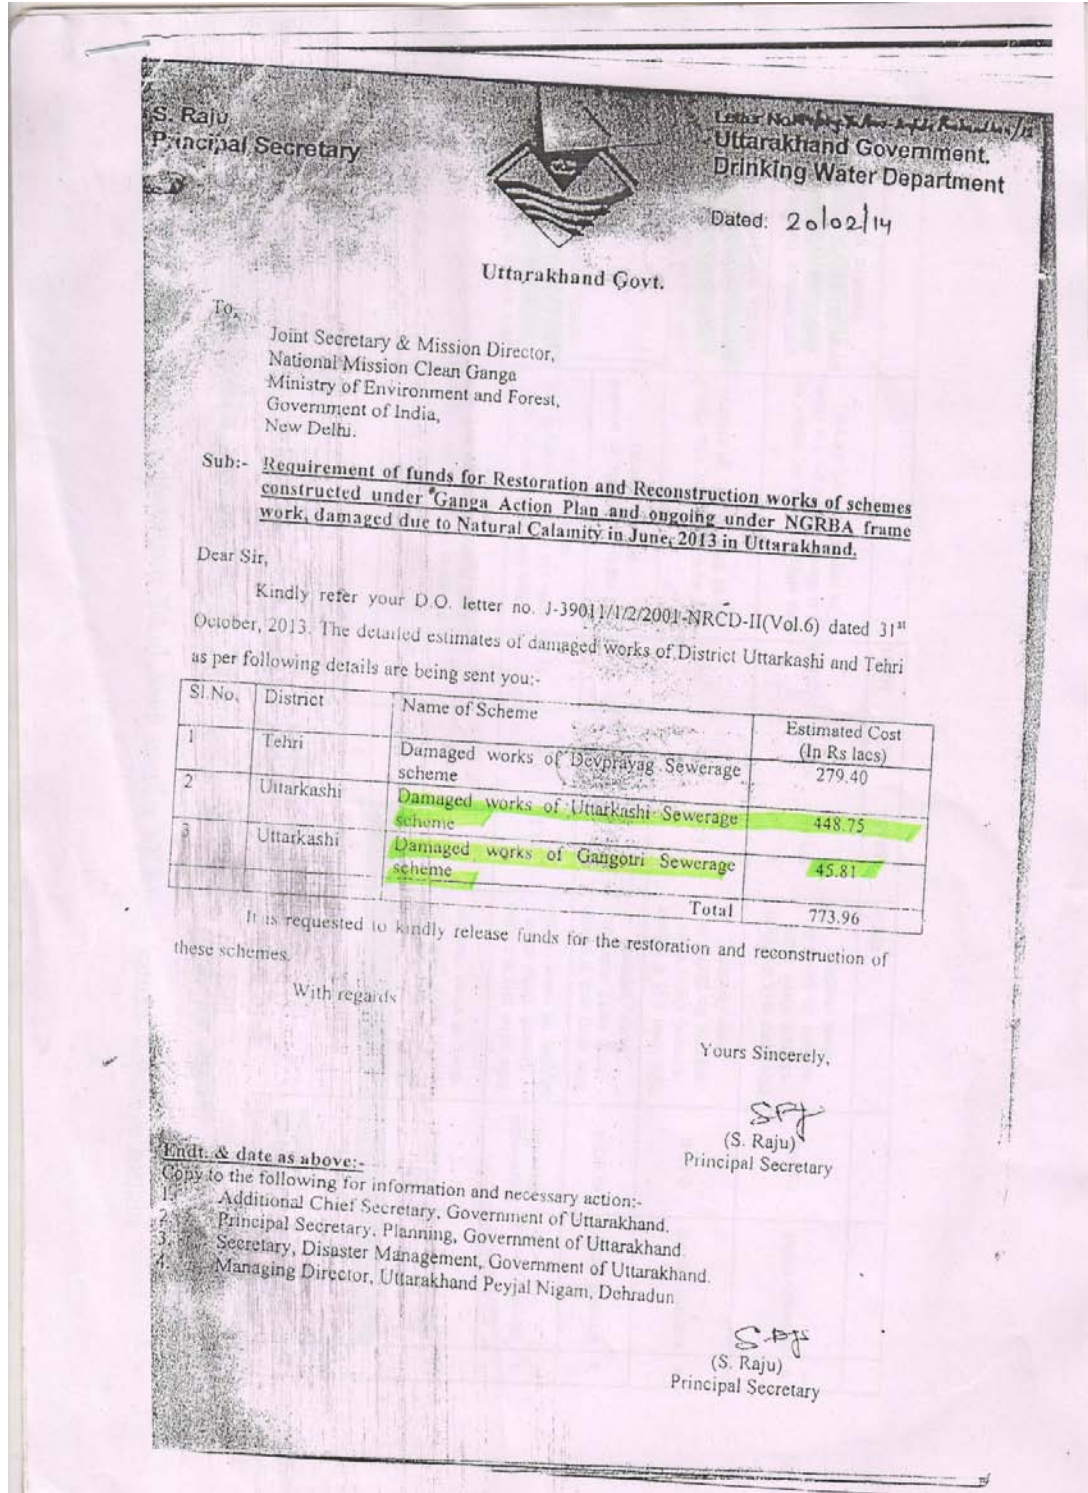 S. Raju
Principal Secretary
Letter No.
Uttarakhand Government.
Drinking Water Department
Dated: 20/02/14
Uttarakhand Govt.
To,
Joint Secretary & Mission Director,
National Mission Clean Ganga
Ministry of Environment and Forest,
Government of India,
New Delhi.
Sub:- Requirement of funds for Restoration and Reconstruction works of schemes
constructed under Ganga Action Plan and ongoing under NGRBA frame
work, damaged due to Natural Calamity in June, 2013 in Uttarakhand.
Dear Sir,
Kindly refer your D.O. letter no. J-39011/1/2/2001-NRCD-II(Vol.6) dated 31st
October, 2013. The detailed estimates of damaged works of District Uttarkashi and Tehri
as per following details are being sent you:-
Sl.No. District Name of Scheme Estimated Cost
(In Rs lacs)
1 Tehri Damaged works of Devprayag Sewerage 279.40
scheme
2 Uttarkashi Damaged works of Uttarkashi Sewerage 448.75
scheme
3 Uttarkashi Damaged works of Gangotri Sewerage 45.81
scheme
Total 773.96
It is requested to kindly release funds for the restoration and reconstruction of
these schemes.
With regards
Yours Sincerely,
(S. Raju)
Principal Secretary
Endt. & date as above:-
Copy to the following for information and necessary action:-
1. Additional Chief Secretary, Government of Uttarakhand.
2. Principal Secretary, Planning, Government of Uttarakhand.
3. Secretary, Disaster Management, Government of Uttarakhand.
4. Managing Director, Uttarakhand Peyjal Nigam, Dehradun
(S. Raju)
Principal Secretary